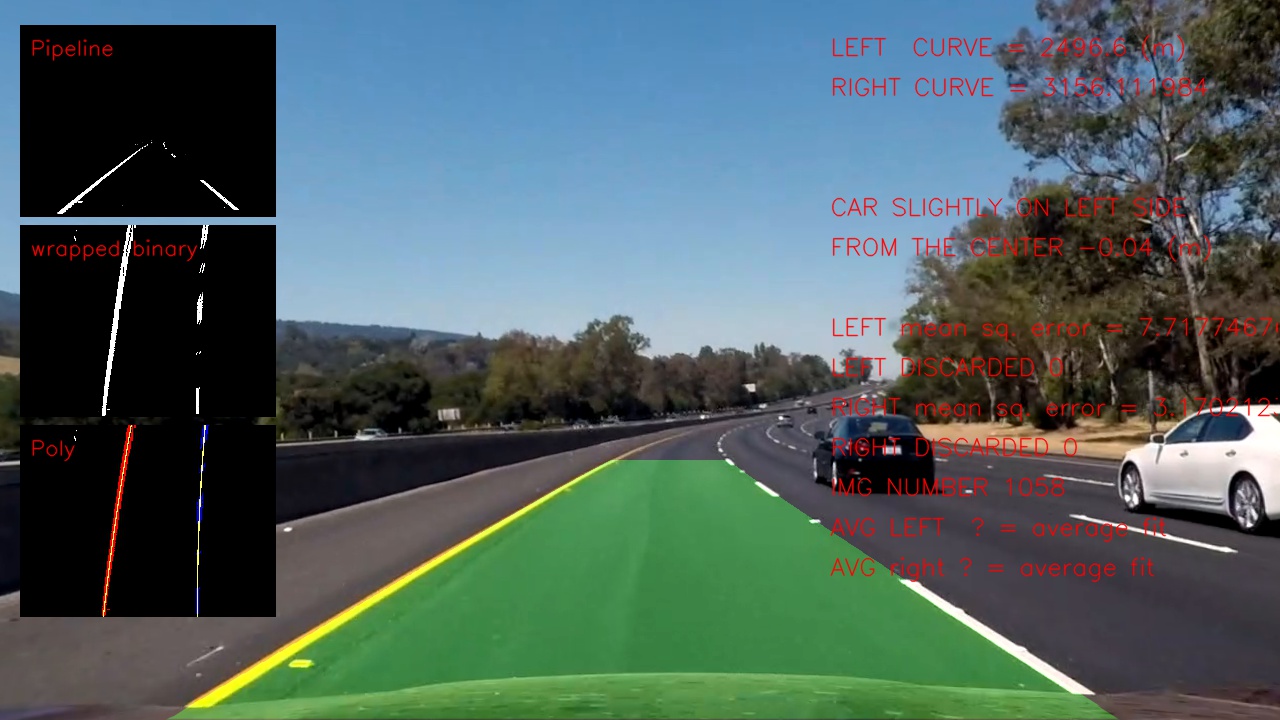 Pipeline
wrapped binary
Poly
LEFT CURVE = 2496.6 (m)
RIGHT CURVE = 3156.111984
CAR SLIGHTLY ON LEFT SIDE
FROM THE CENTER -0.04 (m)
LEFT mean sq. error = 7.7177467
LEFT DISCARDED 0
RIGHT mean sq. error = 3.1702123
RIGHT DISCARDED 0
IMG NUMBER 1058
AVG LEFT ? = average fit
AVG right ? = average fit